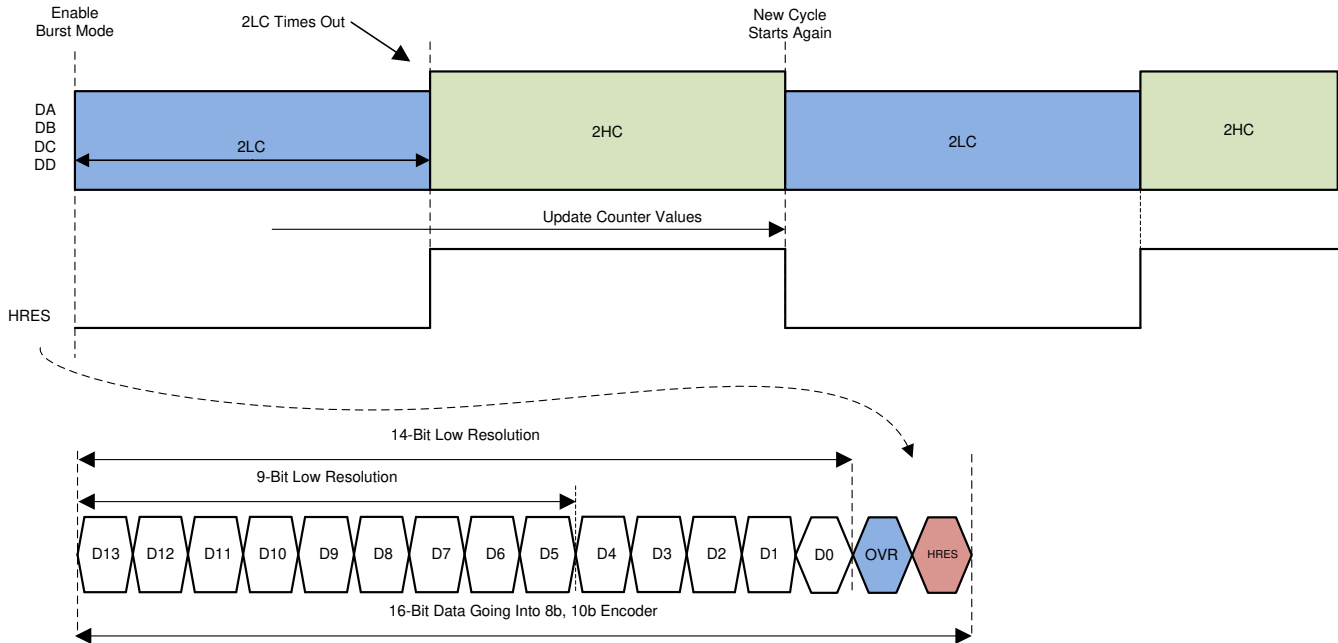 Enable
Burst Mode
2LC Times Out
New Cycle
Starts Again
DA
DB
DC
DD
2LC
2HC
2LC
2HC
Update Counter Values
HRES
14-Bit Low Resolution
9-Bit Low Resolution
D13 D12 D11 D10 D9 D8 D7 D6 D5 D4 D3 D2 D1 D0 OVR HRES
16-Bit Data Going Into 8b, 10b Encoder